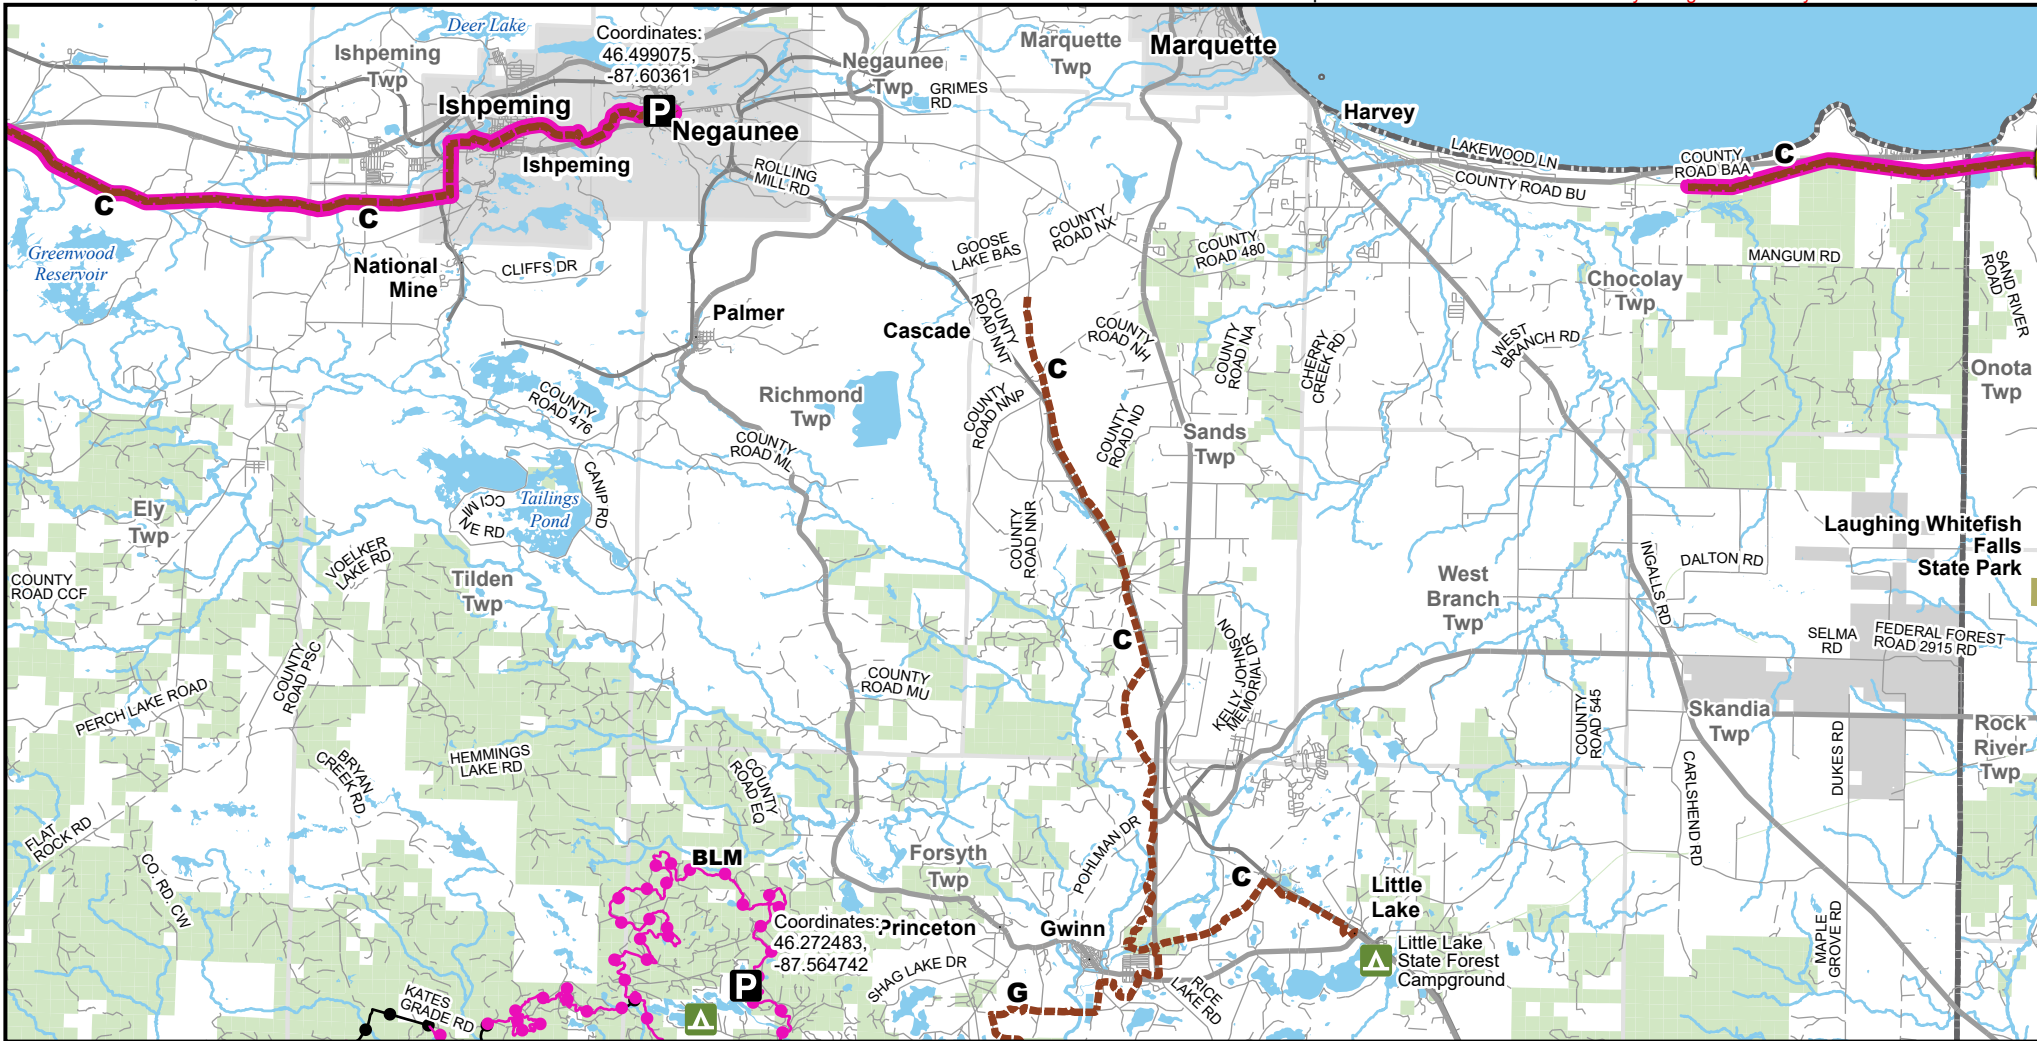 Deer Lake
Coordinates:
46.499075,
-87.60361
Ishpeming
Twp
Negaunee
Twp
Marquette
Twp
Marquette
GRIMES
RD
Ishpeming
P
Negaunee
Ishpeming
Harvey
LAKEWOOD LN
COUNTY
ROAD BAA
C
COUNTY ROAD BU
ROLLING
MILL RD
C
C
Greenwood
Reservoir
National
Mine
CLIFFS DR
GOOSE
LAKE BAS
COUNTY
ROAD NX
COUNTY
ROAD 480
MANGUM RD
Chocolay
Twp
SAND RIVER
ROAD
Palmer
Cascade
COUNTY
ROAD NNT
COUNTY
ROAD NH
COUNTY
ROAD NA
CHERRY
CREEK RD
WEST
BRANCH RD
C
Onota
Twp
COUNTY
ROAD 476
Richmond
Twp
COUNTY
ROAD NNP
COUNTY
ROAD ND
Sands
Twp
COUNTY
ROAD ML
CANIP RD
Tailings
Pond
CCI MI
NE RD
Ely
Twp
COUNTY
ROAD NNR
Laughing Whitefish
Falls
State Park
VOELKER
LAKE RD
Tilden
Twp
COUNTY
ROAD CCF
West
Branch
Twp
INGALLS RD
DALTON RD
SELMA
RD
FEDERAL FOREST
ROAD 2915 RD
C
KELLY JOHNSON
MEMORIAL DR
COUNTY
ROAD PSC
COUNTY
ROAD MU
PERCH LAKE ROAD
COUNTY
ROAD 545
Skandia
Twp
Rock
River
Twp
DUKES RD
HEMMINGS
LAKE RD
BRYAN
CREEK RD
COUNTY
ROAD EQ
CARLSHEND RD
FLAT
ROCK RD
CO. RD. CW
BLM
Forsyth
Twp
POHLMAN DR
C
Little
Lake
Coordinates:
46.272483,
-87.564742
Princeton
Gwinn
MAPLE
GROVE RD
Little Lake
State Forest
Campground
SHAG LAKE DR
P
G
RICE
LAKE RD
KATES
GRADE RD